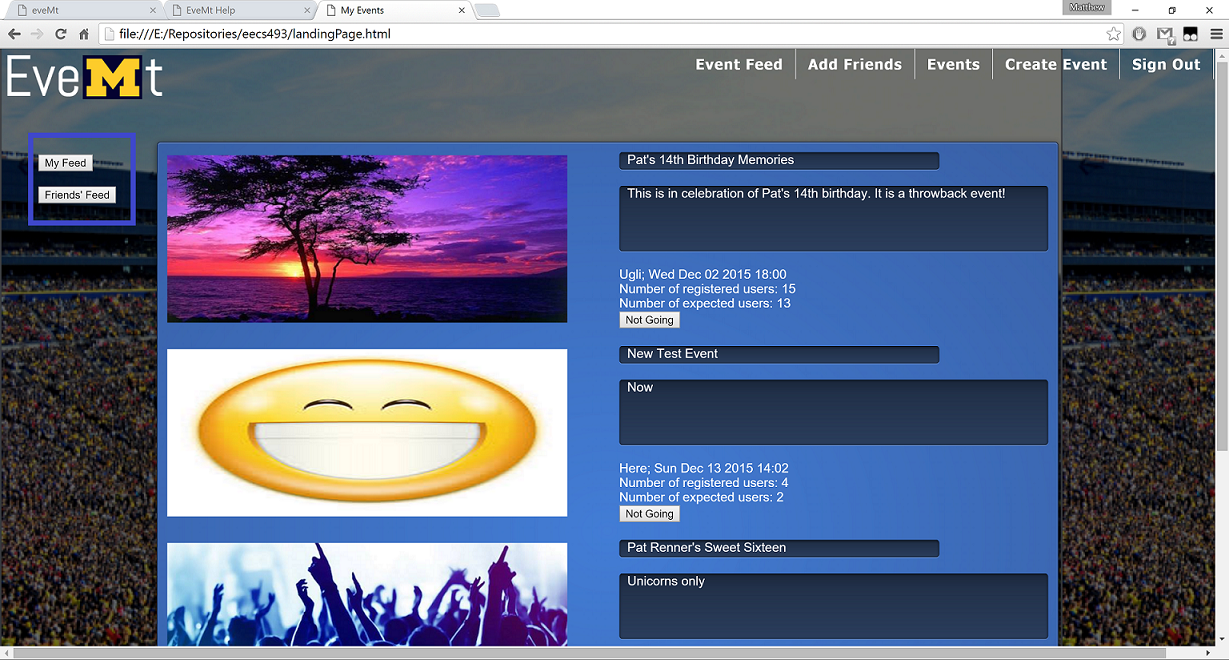 eveMt
EveMt Help
My Events
Matthew
file:///E:/Repositories/eecs493/landingPage.html
EveMt
Event Feed
Add Friends
Events
Create Event
Sign Out
My Feed
Friends' Feed
Pat's 14th Birthday Memories
This is in celebration of Pat's 14th birthday. It is a throwback event!
Ugli; Wed Dec 02 2015 18:00
Number of registered users: 15
Number of expected users: 13
Not Going
New Test Event
Now
Here; Sun Dec 13 2015 14:02
Number of registered users: 4
Number of expected users: 2
Not Going
Pat Renner's Sweet Sixteen
Unicorns only